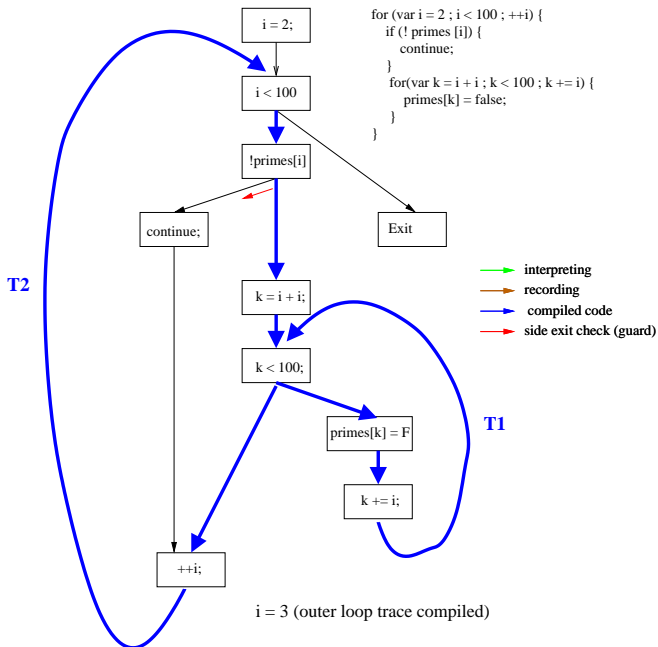 i = 2;
for (var i = 2 ; i < 100 ; ++i) {
if (! primes [i]) {
continue;
}
for(var k = i + i ; k < 100 ; k += i) {
primes[k] = false;
}
}
i < 100
!primes[i]
continue;
Exit
T2
k = i + i;
interpreting
recording
compiled code
side exit check (guard)
k < 100;
primes[k] = F
T1
k += i;
++i;
i = 3 (outer loop trace compiled)